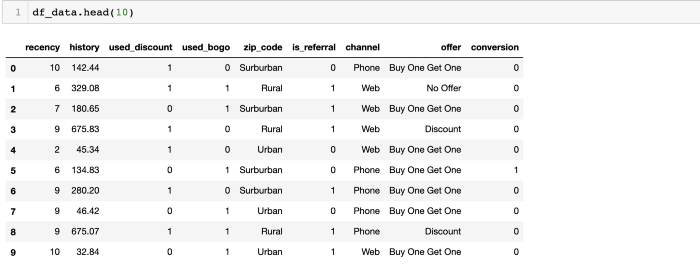 1 df_data.head(10)
recency history used_discount used_bogo zip_code is_referral channel offer conversion
0 10 142.44 1 0 Surburban 0 Phone Buy One Get One 0
1 6 329.08 1 1 Rural 1 Web No Offer 0
2 7 180.65 0 1 Surburban 1 Web Buy One Get One 0
3 9 675.83 1 0 Rural 1 Web Discount 0
4 2 45.34 1 0 Urban 0 Web Buy One Get One 0
5 6 134.83 0 1 Surburban 0 Phone Buy One Get One 1
6 9 280.20 1 0 Surburban 1 Phone Buy One Get One 0
7 9 46.42 0 1 Urban 0 Phone Buy One Get One 0
8 9 675.07 1 1 Rural 1 Phone Discount 0
9 10 32.84 0 1 Urban 1 Web Buy One Get One 0